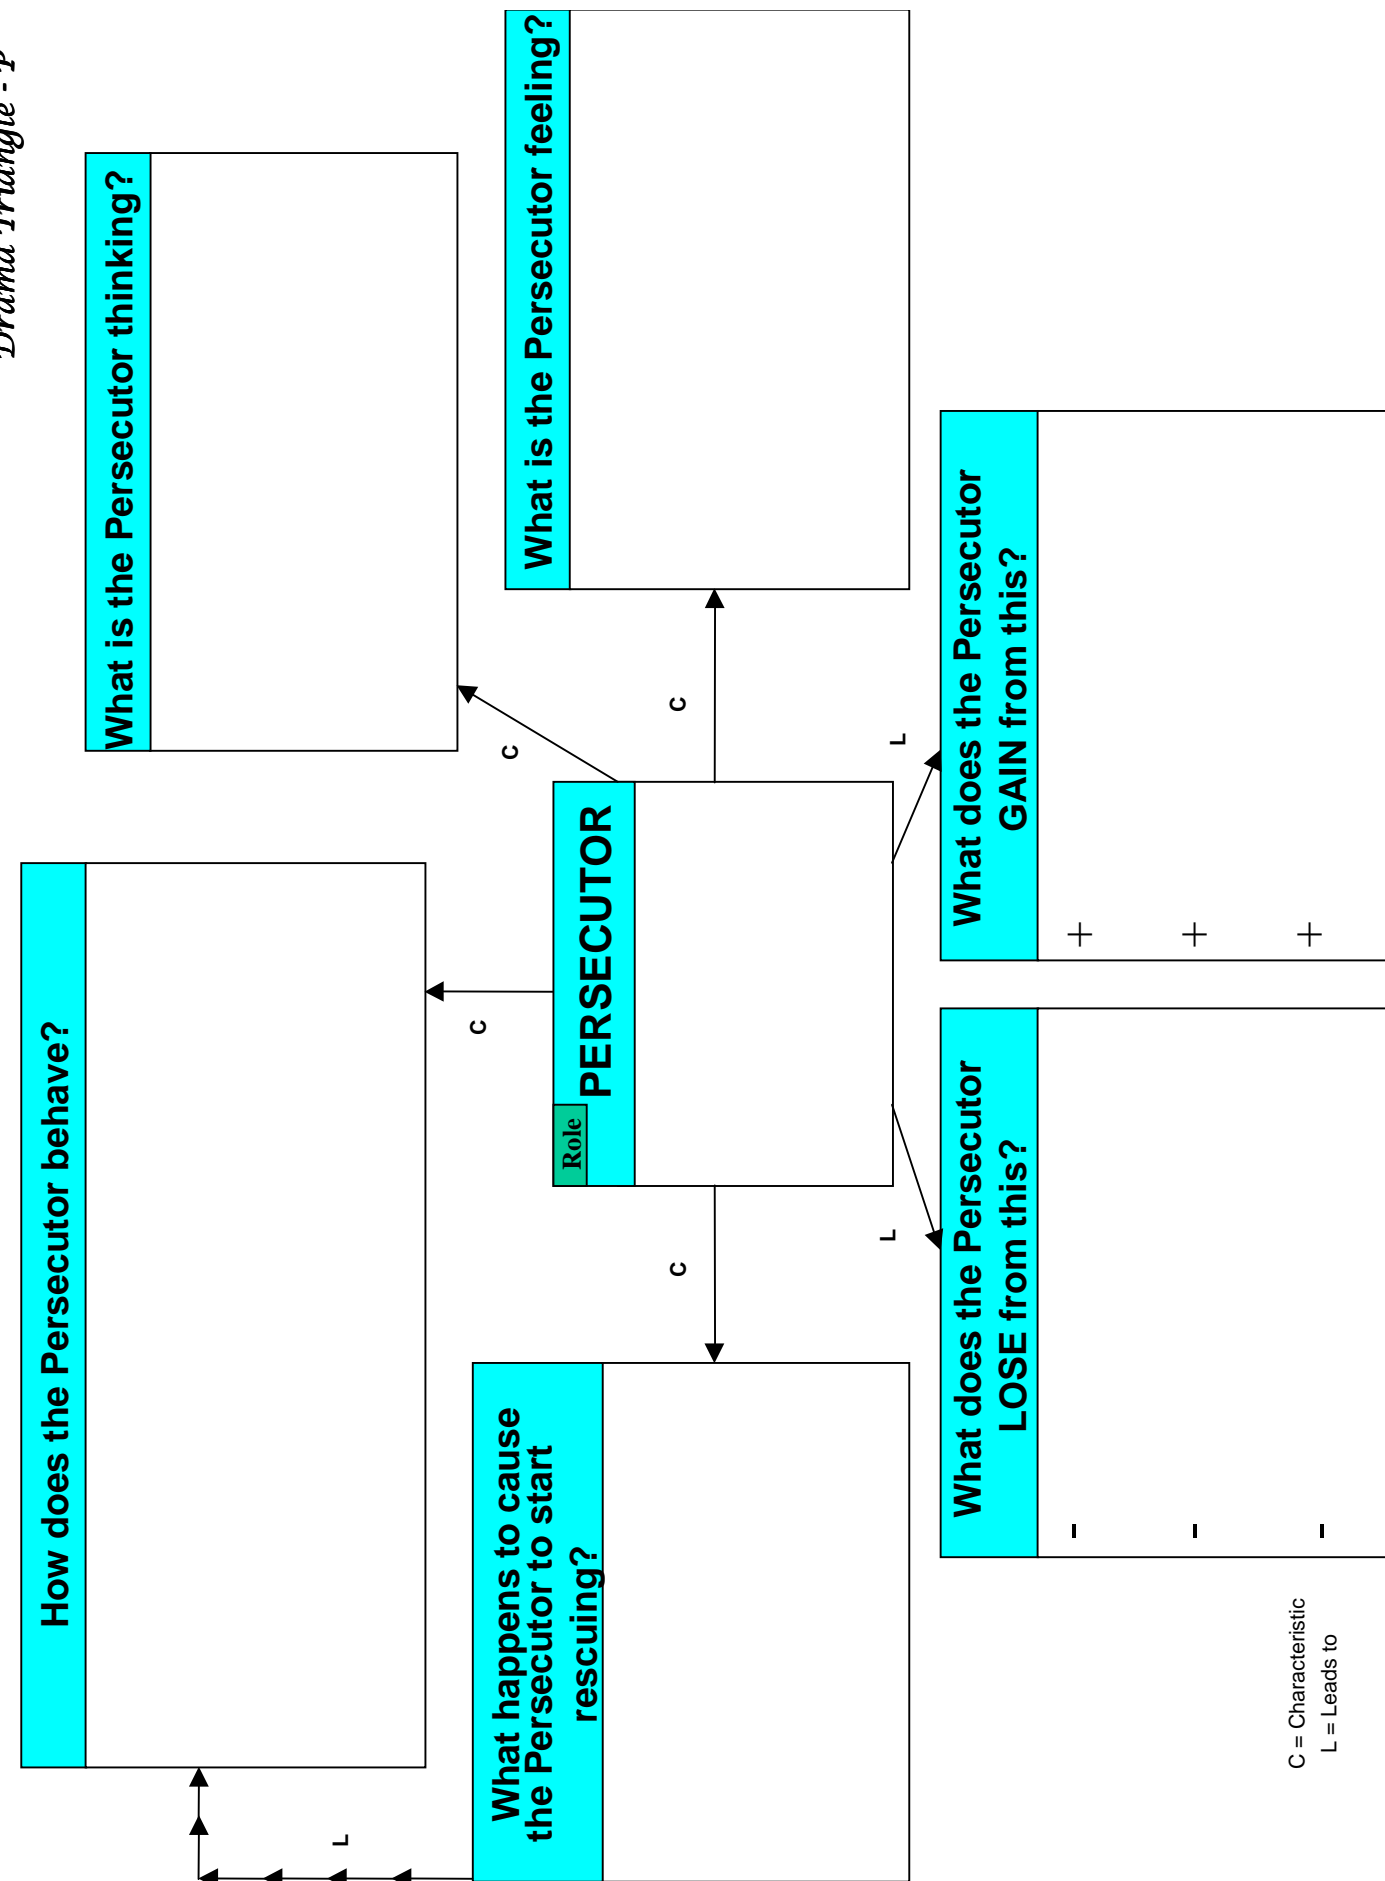 Drama Triangle - P
How does the Persecutor behave?
What is the Persecutor thinking?
L
C
C
What happens to cause
the Persecutor to start
rescuing?
Role
PERSECUTOR
What is the Persecutor feeling?
C
C
L
L
What does the Persecutor
LOSE from this?
-
-
-
What does the Persecutor
GAIN from this?
+
+
+
C = Characteristic
L = Leads to